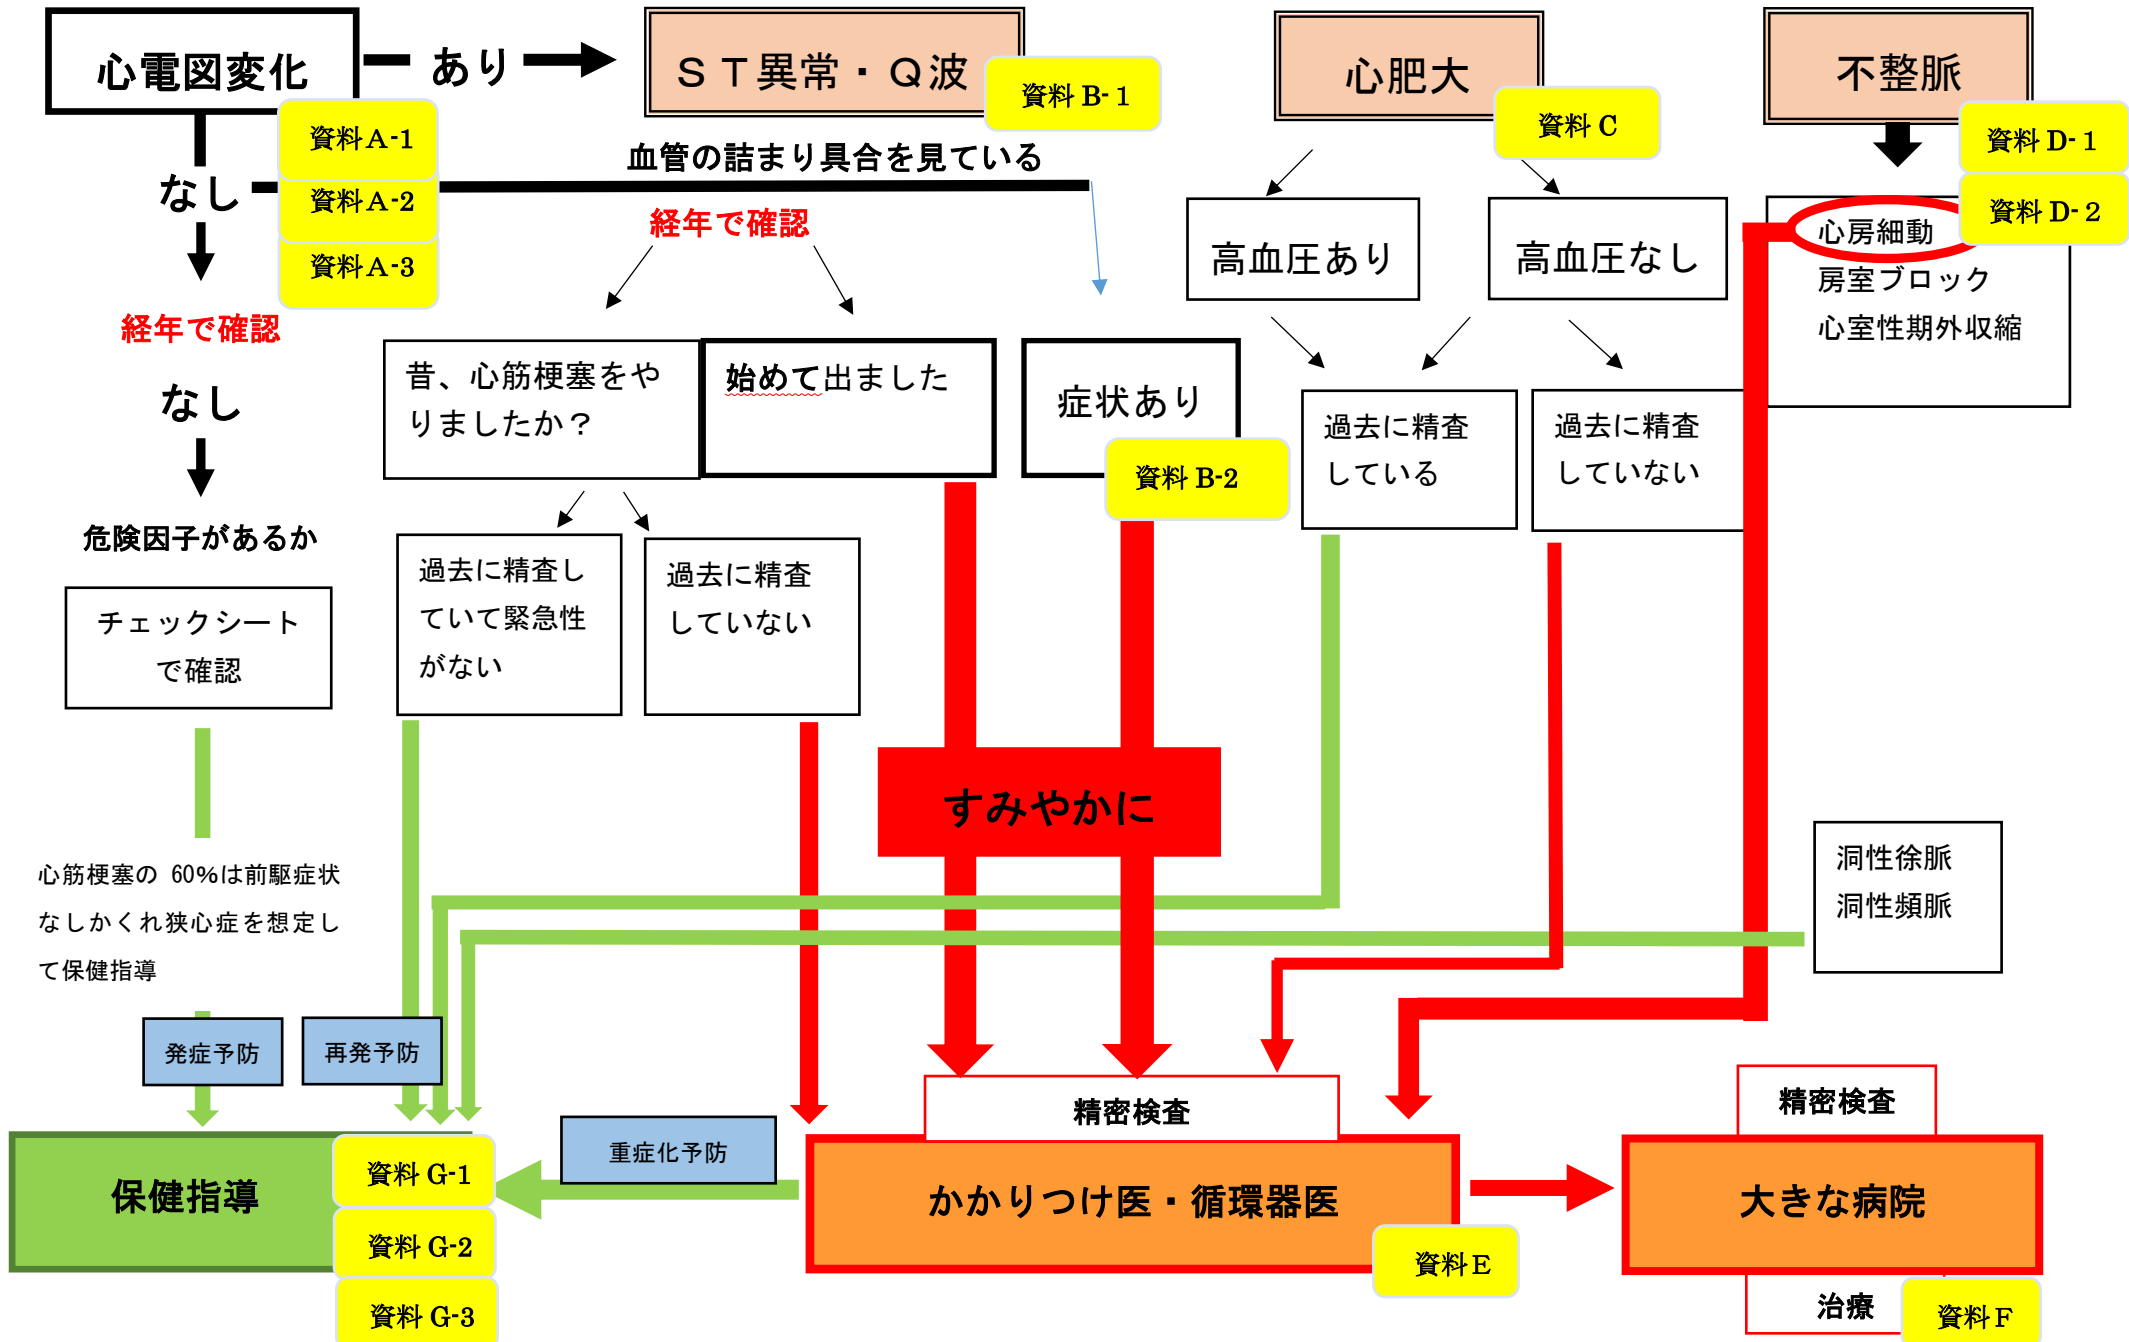 心電図変化
あり
ST異常・Q波
資料 B-1
心肥大
資料 C
不整脈
資料 D-1
資料 D-2
資料A-1
資料A-2
資料A-3
なし
血管の詰まり具合を見ている
経年で確認
高血圧あり
高血圧なし
心房細動
房室ブロック
心室性期外収縮
経年で確認
なし
昔、心筋梗塞をや
りましたか？
始めて出ました
症状あり
資料 B-2
過去に精査
している
過去に精査
していない
危険因子があるか
チェックシート
で確認
過去に精査し
ていて緊急性
がない
過去に精査
していない
すみやかに
心筋梗塞の 60%は前駆症状
なしかくれ狭心症を想定し
て保健指導
洞性徐脈
洞性頻脈
発症予防
再発予防
精密検査
精密検査
保健指導
資料 G-1
資料 G-2
資料 G-3
重症化予防
かかりつけ医・循環器医
資料E
大きな病院
治療
資料F